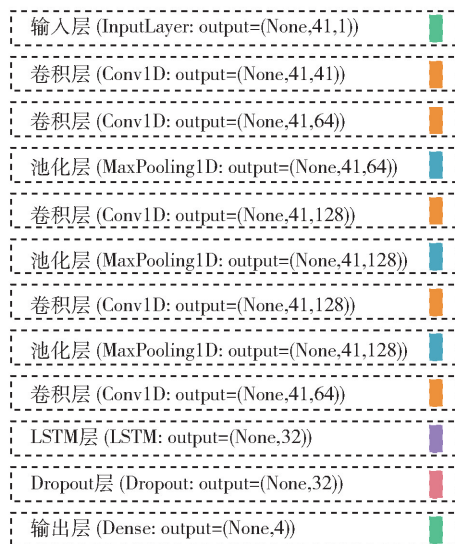 输入层 (InputLayer: output=(None,41,1))
卷积层 (Conv1D: output=(None,41,41))
卷积层 (Conv1D: output=(None,41,64))
池化层 (MaxPooling1D: output=(None,41,64))
卷积层 (Conv1D: output=(None,41,128))
池化层 (MaxPooling1D: output=(None,41,128))
卷积层 (Conv1D: output=(None,41,128))
池化层 (MaxPooling1D: output=(None,41,128))
卷积层 (Conv1D: output=(None,41,64))
LSTM层 (LSTM: output=(None,32))
Dropout层 (Dropout: output=(None,32))
输出层 (Dense: output=(None,4))